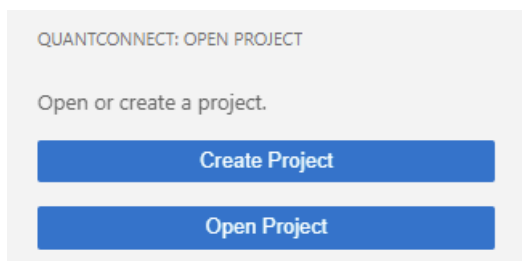 QUANTCONNECT: OPEN PROJECT
Open or create a project.
Create Project
Open Project